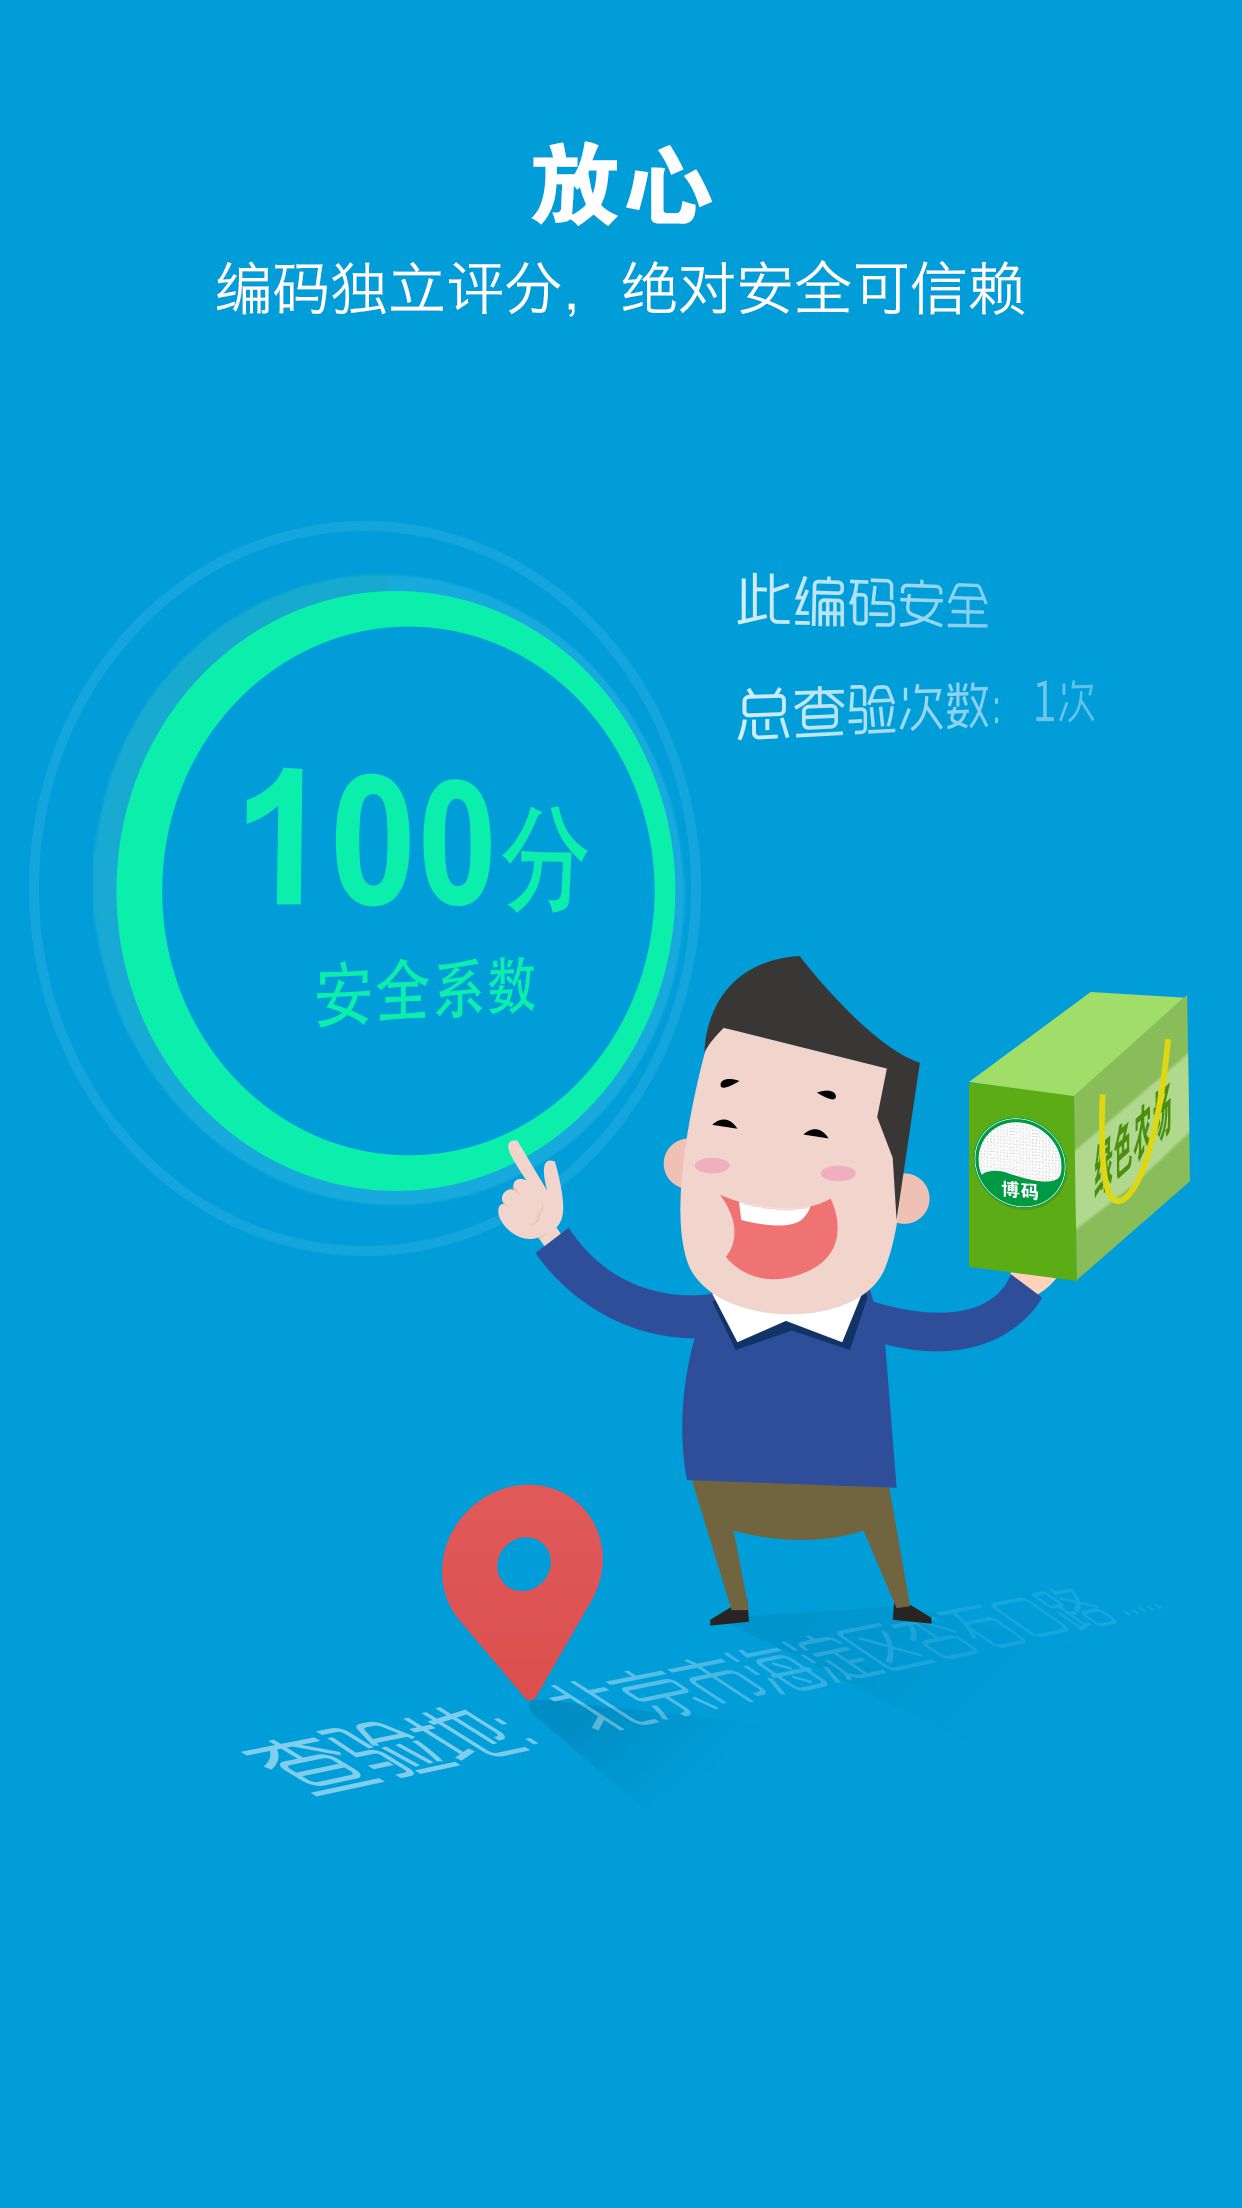 放心
编码独立评分，绝对安全可信赖
此编码安全
总查验次数：1次
100分
安全系数
博码
绿色农场
查验地：北京市海淀区杏石口路......